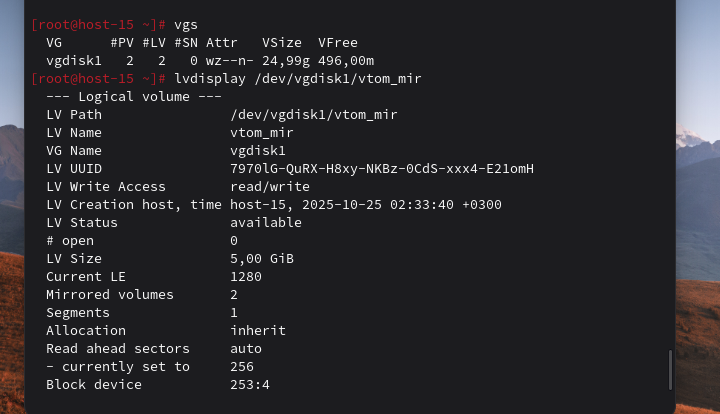 [root@host-15 ~]# vgs
VG #PV #LV #SN Attr VSize VFree
vgdisk1 2 2 0 wz--n- 24,99g 496,00m
[root@host-15 ~]# lvdisplay /dev/vgdisk1/vtom_mir
--- Logical volume ---
LV Path /dev/vgdisk1/vtom_mir
LV Name vtom_mir
VG Name vgdisk1
LV UUID 7970lG-QuRX-H8xy-NKBz-0CdS-xxx4-E21omH
LV Write Access read/write
LV Creation host, time host-15, 2025-10-25 02:33:40 +0300
LV Status available
# open 0
LV Size 5,00 GiB
Current LE 1280
Mirrored volumes 2
Segments 1
Allocation inherit
Read ahead sectors auto
- currently set to 256
Block device 253:4